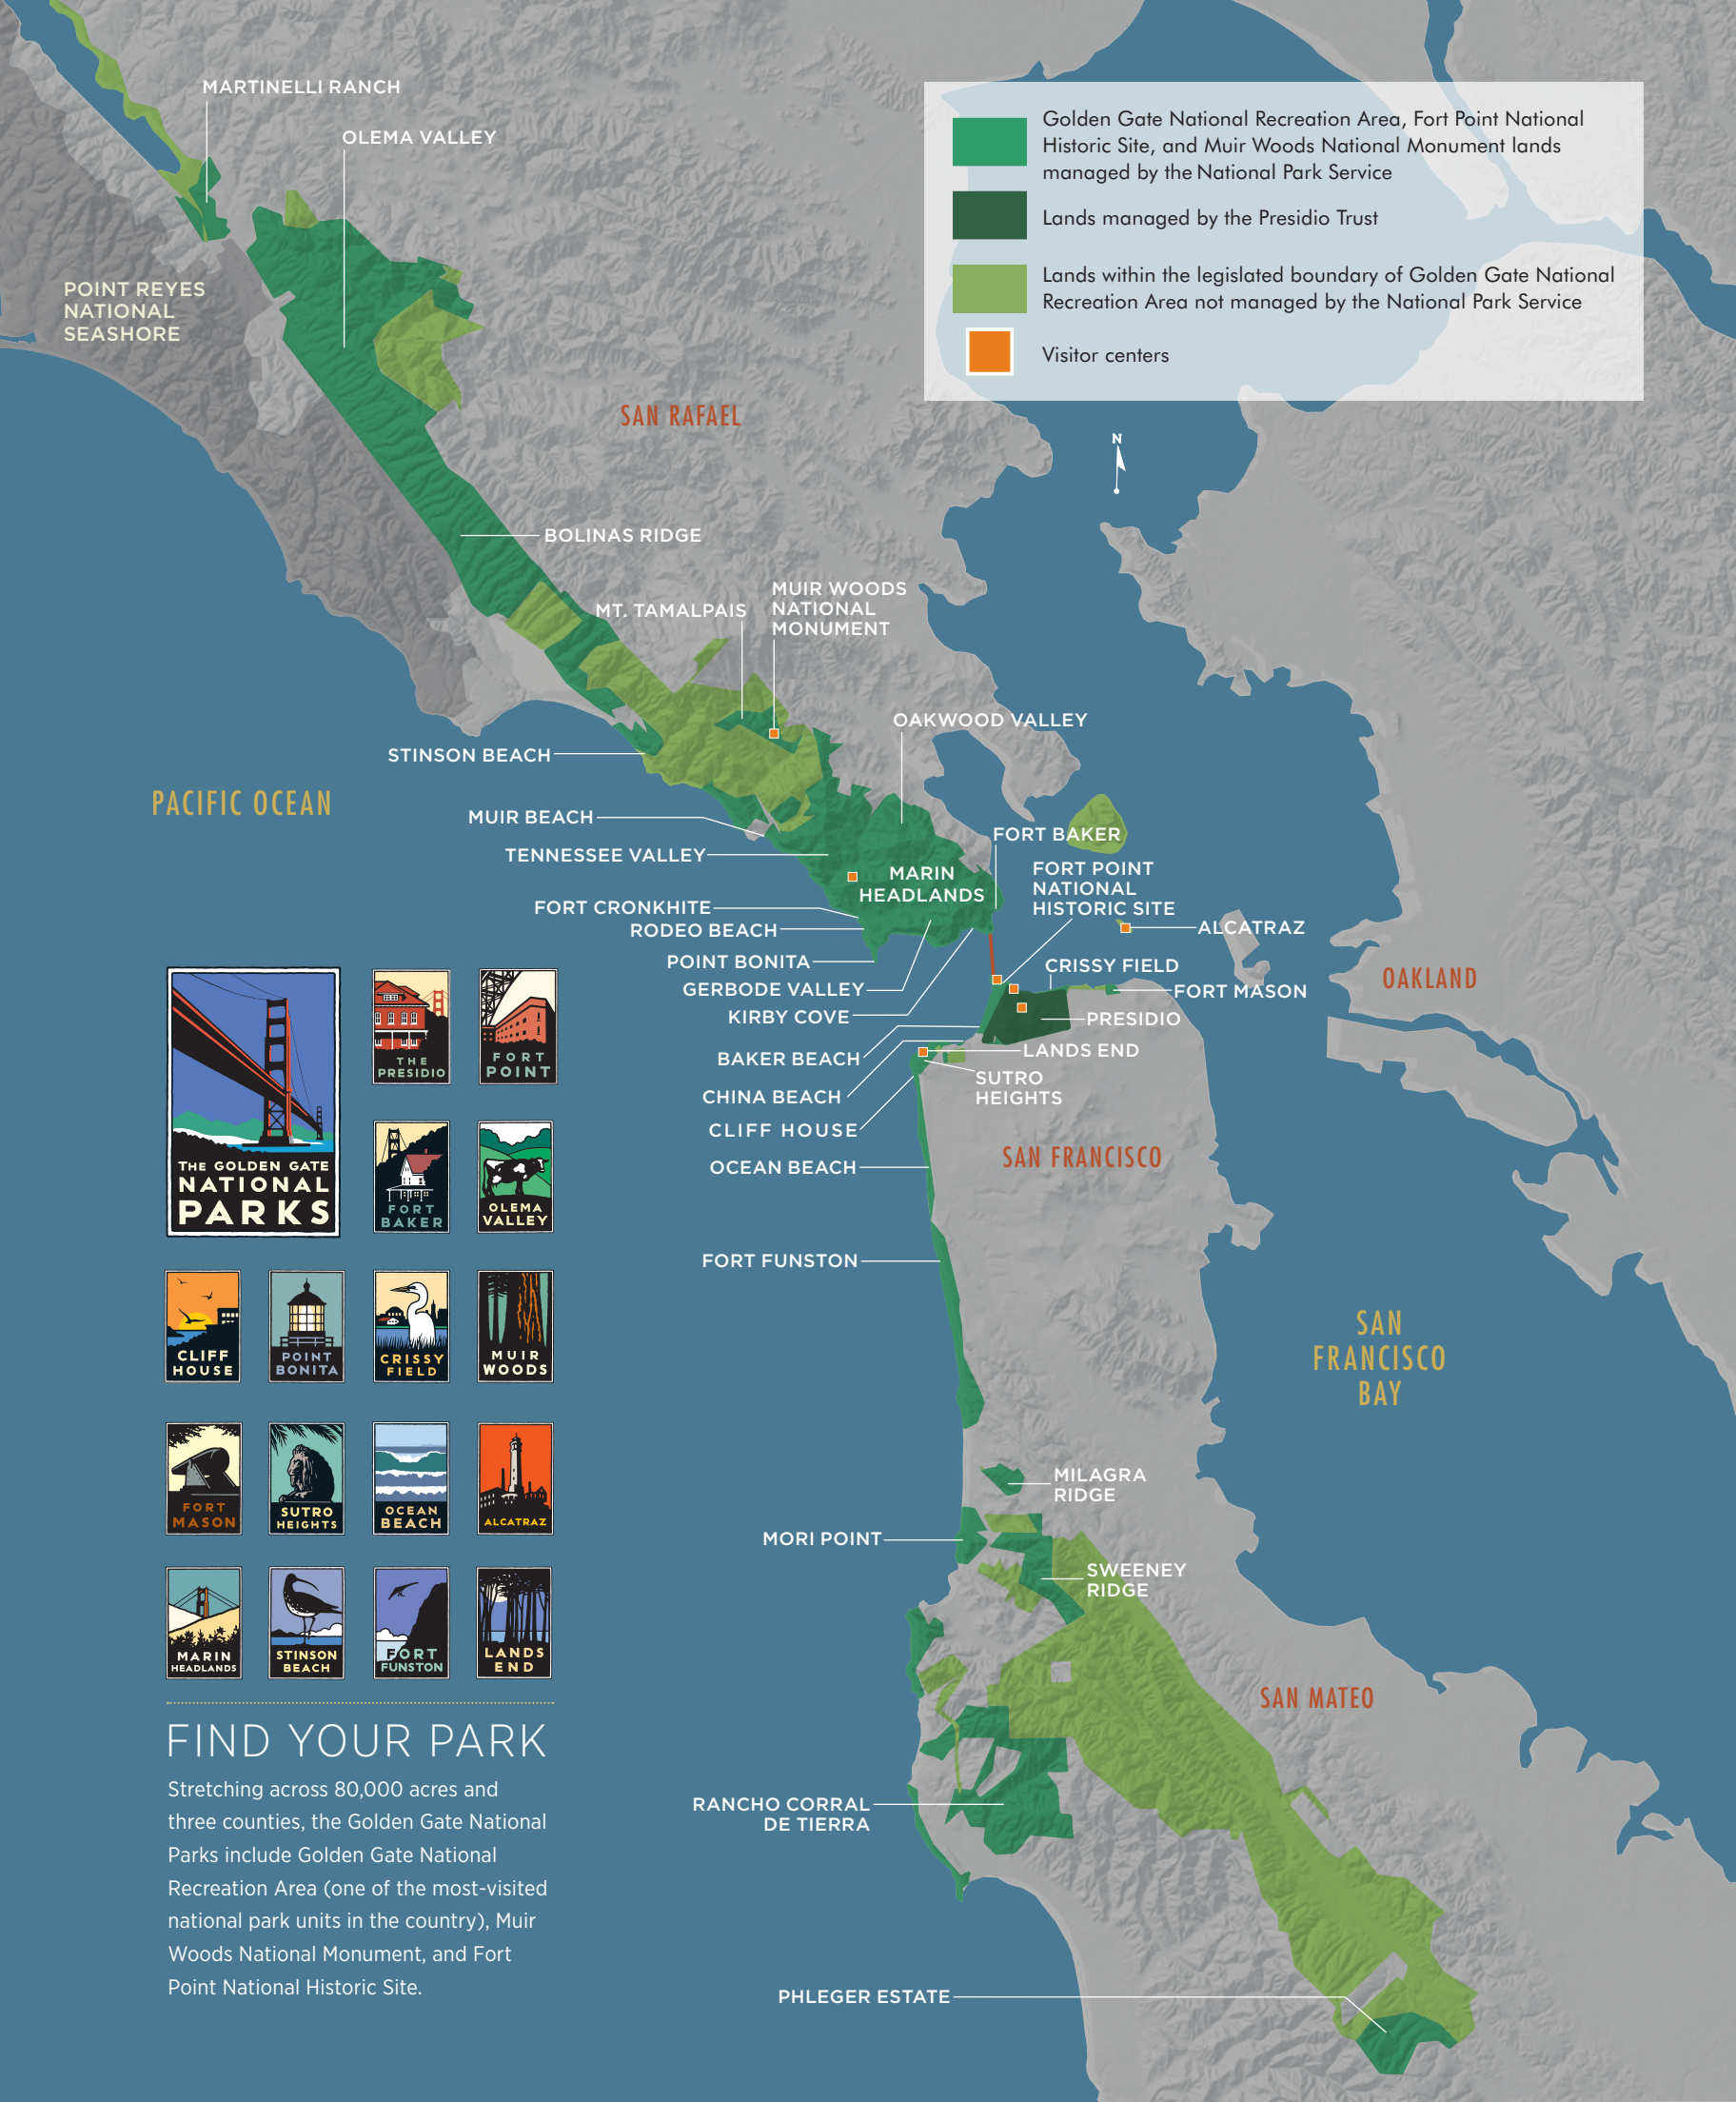 MARTINELLI RANCH
OLEMA VALLEY
POINT REYES
NATIONAL
SEASHORE
Golden Gate National Recreation Area, Fort Point National
Historic Site, and Muir Woods National Monument lands
managed by the National Park Service
Lands managed by the Presidio Trust
Lands within the legislated boundary of Golden Gate National
Recreation Area not managed by the National Park Service
Visitor centers
SAN RAFAEL
N
BOLINAS RIDGE
MT. TAMALPAIS
MUIR WOODS
NATIONAL
MONUMENT
OAKWOOD VALLEY
STINSON BEACH
PACIFIC OCEAN
MUIR BEACH
TENNESSEE VALLEY
FORT BAKER
MARIN
HEADLANDS
FORT POINT
NATIONAL
HISTORIC SITE
FORT CRONKHITE
RODEO BEACH
ALCATRAZ
POINT BONITA
CRISSY FIELD
OAKLAND
GERBODE VALLEY
FORT MASON
KIRBY COVE
PRESIDIO
BAKER BEACH
LANDS END
SUTRO
HEIGHTS
CHINA BEACH
CLIFF HOUSE
OCEAN BEACH
SAN FRANCISCO
FORT FUNSTON
SAN
FRANCISCO
BAY
MILAGRA
RIDGE
MORI POINT
SWEENEY
RIDGE
SAN MATEO
RANCHO CORRAL
DE TIERRA
PHLEGER ESTATE
THE GOLDEN GATE
NATIONAL
PARKS
THE
PRESIDIO
FORT
POINT
FORT
BAKER
OLEMA
VALLEY
CLIFF
HOUSE
POINT
BONITA
CRISSY
FIELD
MUIR
WOODS
FORT
MASON
SUTRO
HEIGHTS
OCEAN
BEACH
ALCATRAZ
MARIN
HEADLANDS
STINSON
BEACH
FORT
FUNSTON
LANDS
END
FIND YOUR PARK
Stretching across 80,000 acres and
three counties, the Golden Gate National
Parks include Golden Gate National
Recreation Area (one of the most-visited
national park units in the country), Muir
Woods National Monument, and Fort
Point National Historic Site.